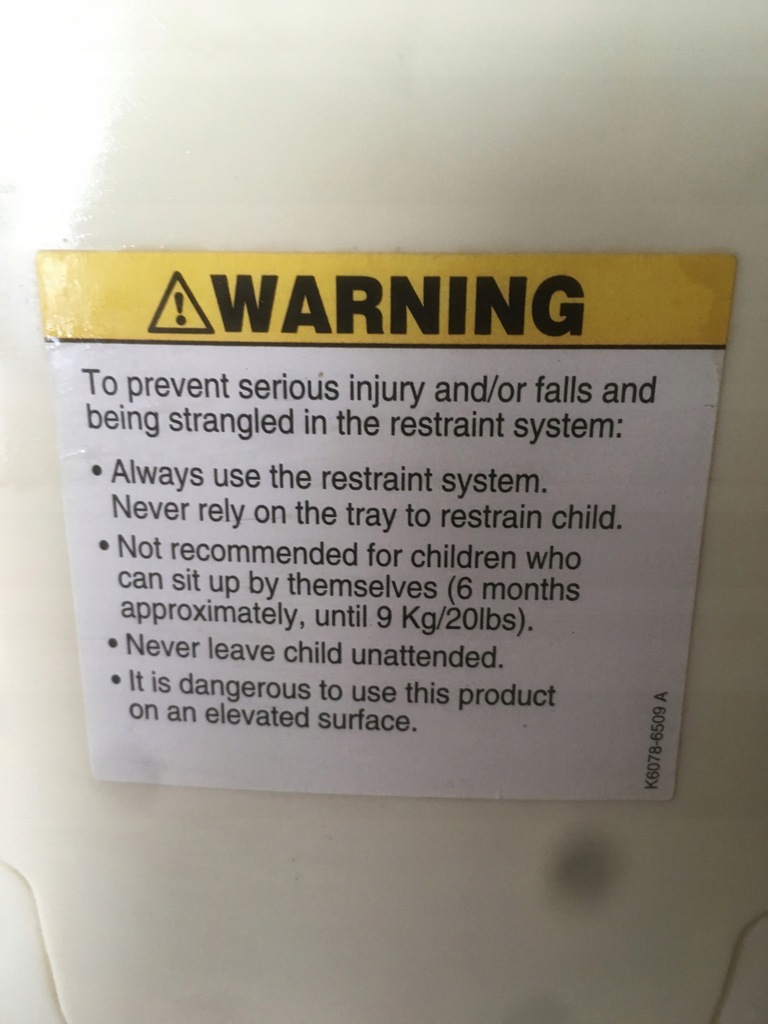 ⚠WARNING
To prevent serious injury and/or falls and
being strangled in the restraint system:
• Always use the restraint system.
Never rely on the tray to restrain child.
• Not recommended for children who
can sit up by themselves (6 months
approximately, until 9 Kg/20lbs).
• Never leave child unattended.
• It is dangerous to use this product
on an elevated surface.
K6078-6509 A